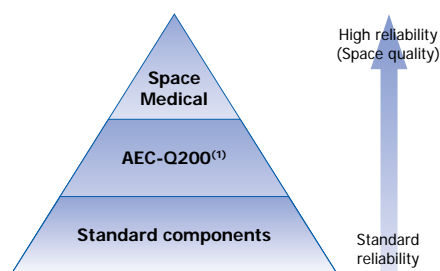 High reliability
(Space quality)
Space
Medical
AEC-Q200⁽¹⁾
Standard components
Standard
reliability